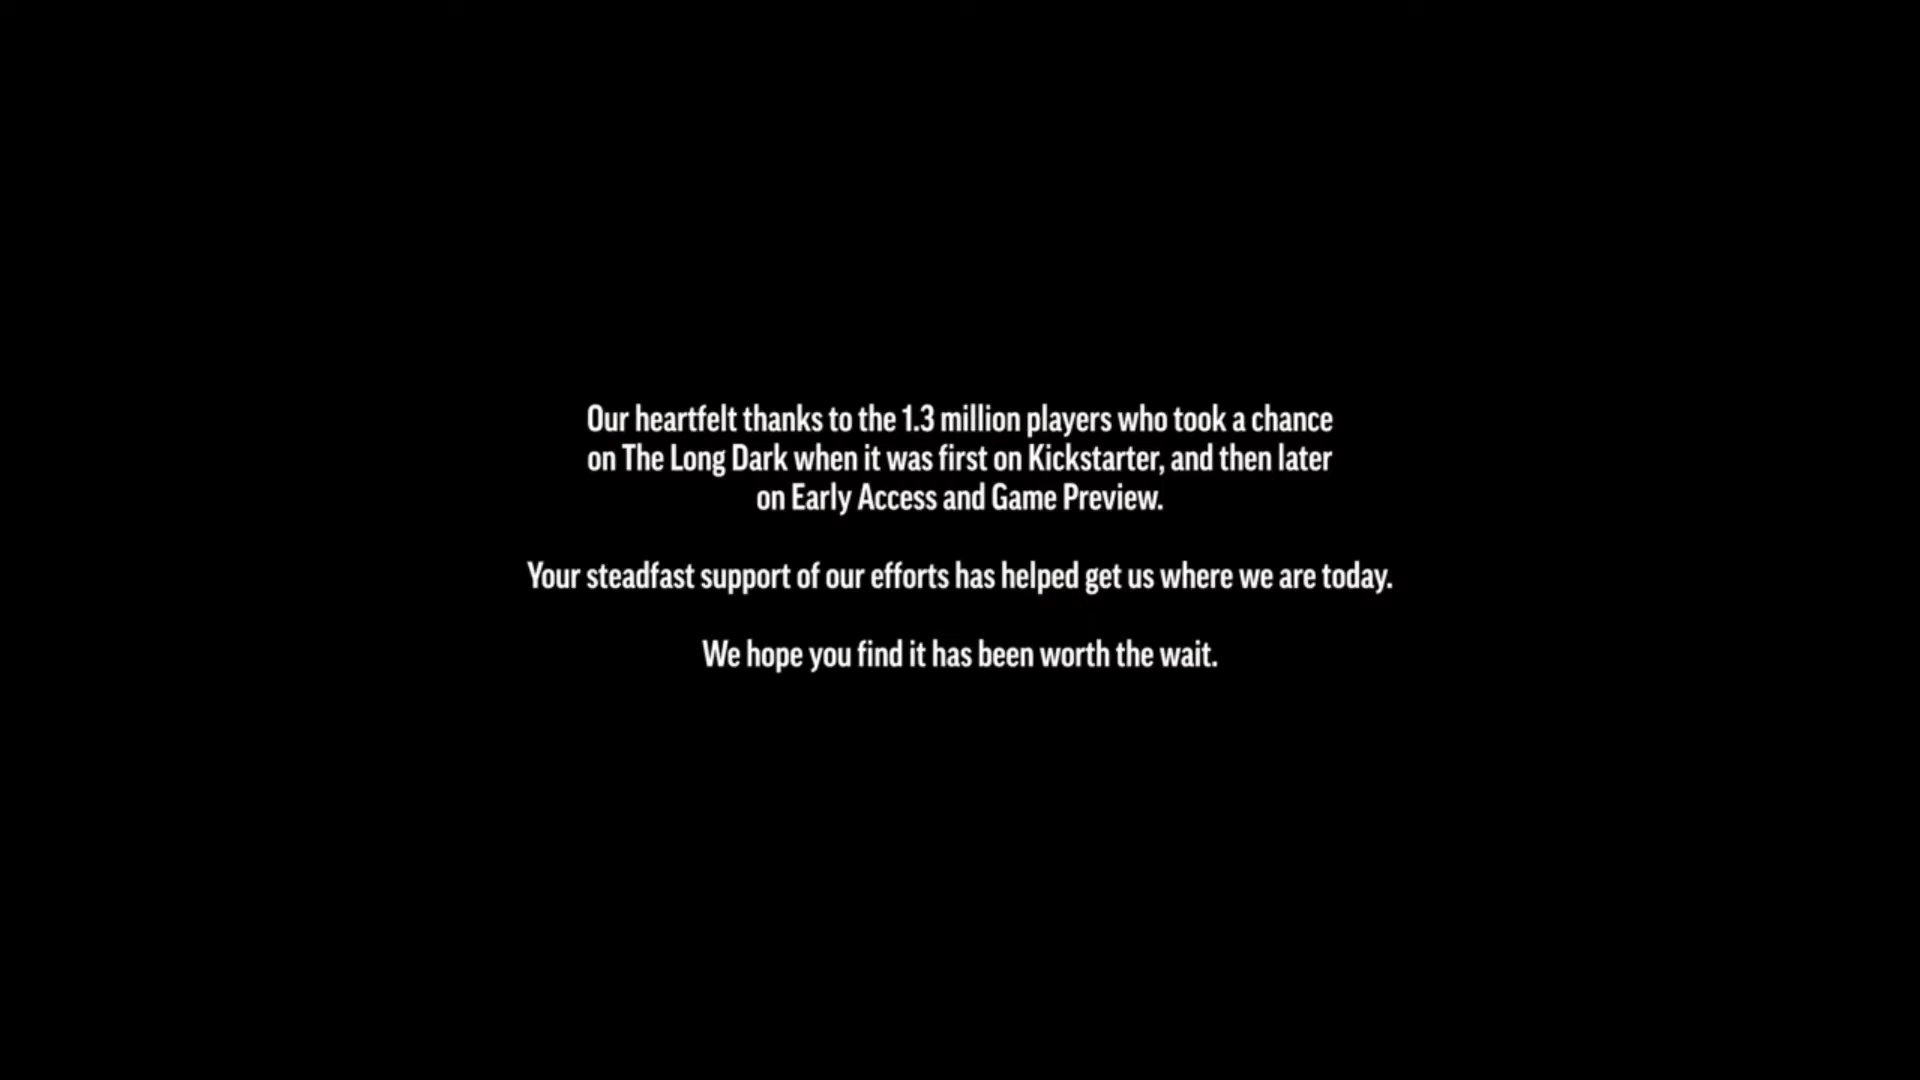 Our heartfelt thanks to the 1.3 million players who took a chance
on The Long Dark when it was first on Kickstarter, and then later
on Early Access and Game Preview.
Your steadfast support of our efforts has helped get us where we are today.
We hope you find it has been worth the wait.